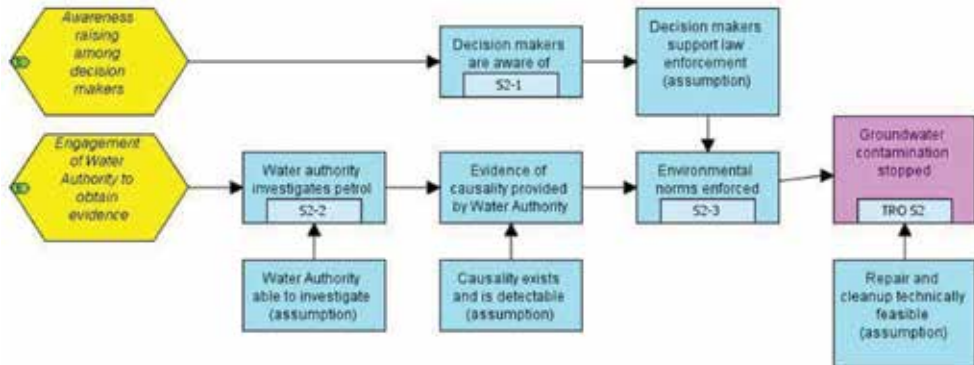 Awareness
raising
among
decision
makers
Decision makers
are aware of
S2-1
Decision makers
support law
enforcement
(assumption)
Engagement
of Water
Authority to
obtain
evidence
Water authority
investigates petrol
S2-2
Evidence of
causality provided
by Water Authority
Environmental
norms enforced
S2-3
Groundwater
contamination
stopped
TRO S2
Water Authority
able to investigate
(assumption)
Causality exists
and is detectable
(assumption)
Repair and
cleanup technically
feasible
(assumption)